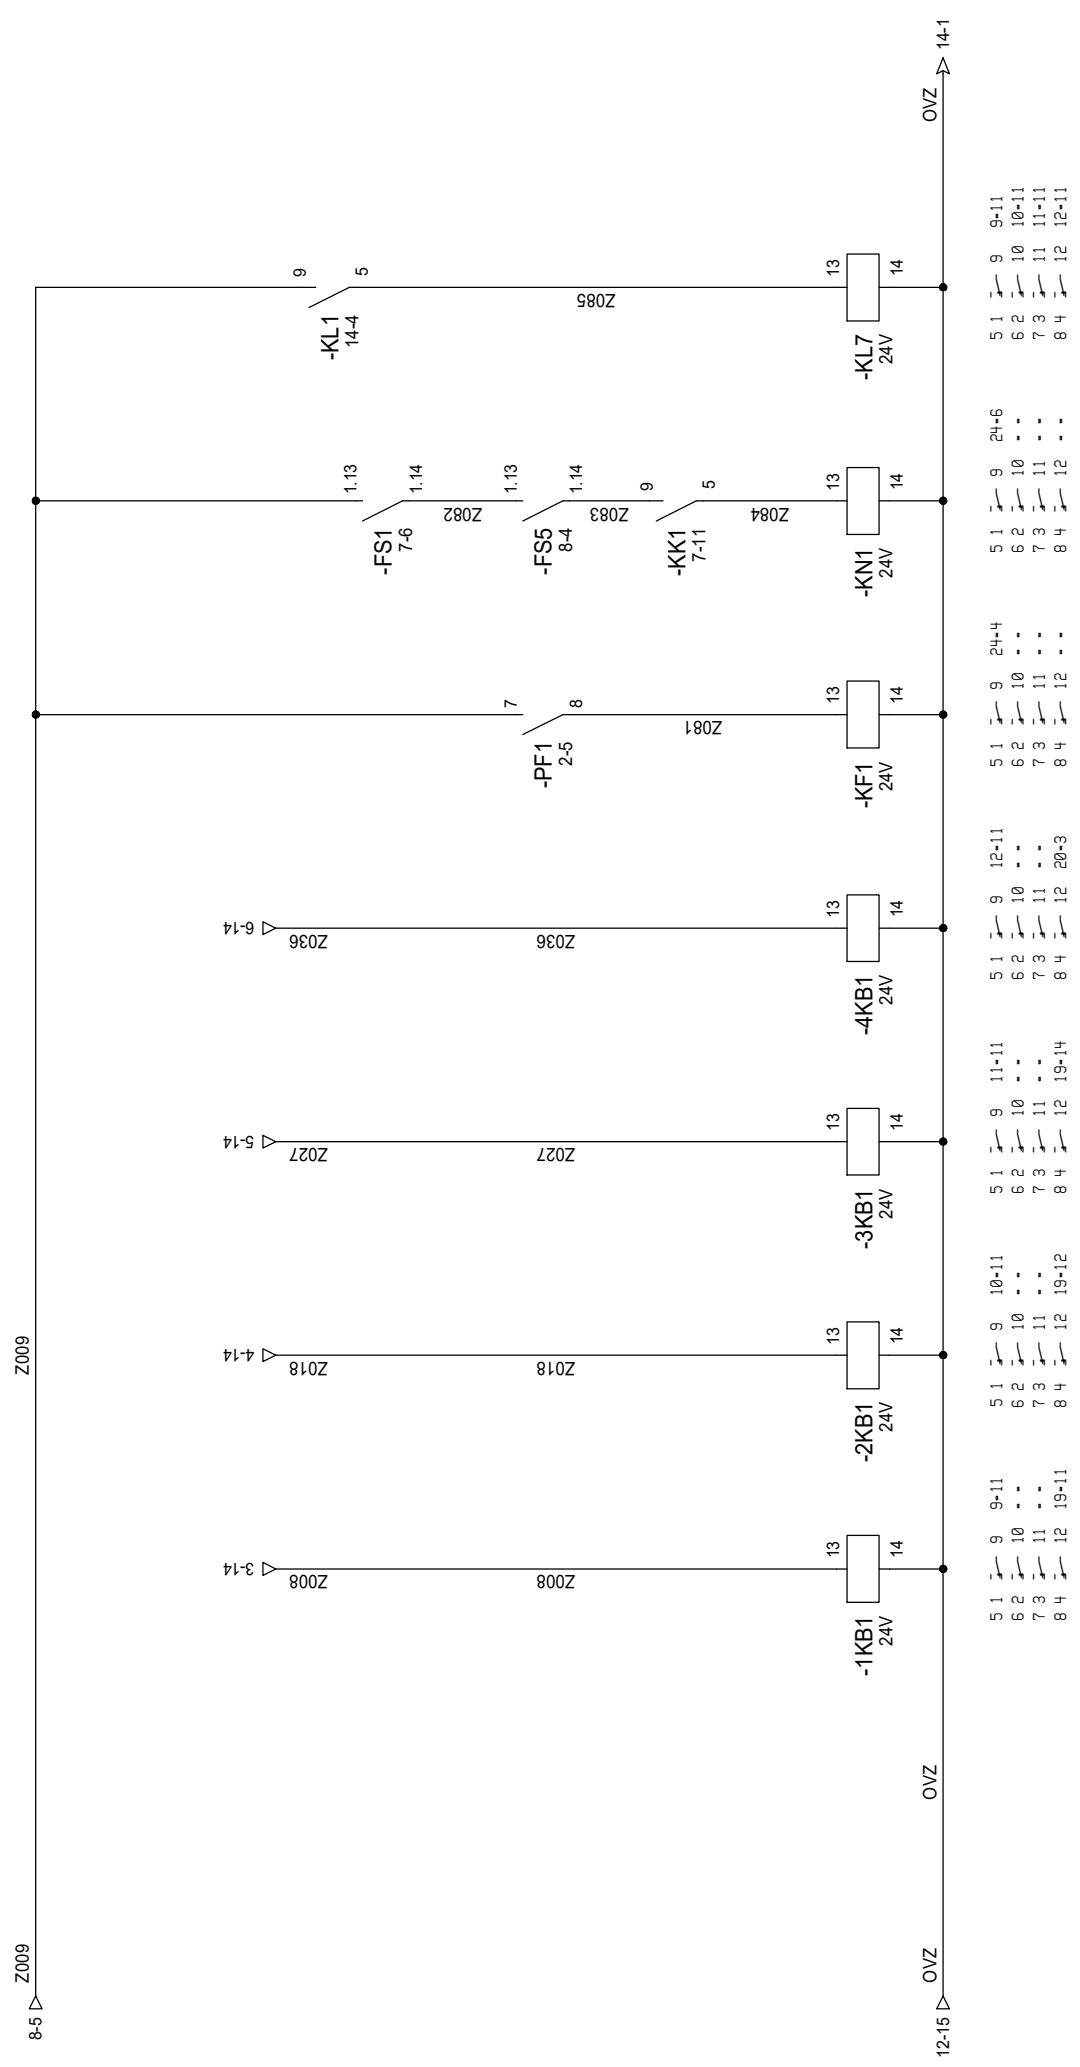 8-5
Z009
Z009
3-14
Z008
Z008
-1KB1
24V
13
14
4-14
Z018
Z018
-2KB1
24V
13
14
5-14
Z027
Z027
-3KB1
24V
13
14
6-14
Z036
Z036
-4KB1
24V
13
14
7
-PF1
2-5
8
Z081
-KF1
24V
13
14
1.13
-FS1
7-6
1.14
Z082
1.13
-FS5
8-4
1.14
Z083
9
-KK1
7-11
5
Z084
-KN1
24V
13
14
9
-KL1
14-4
5
Z085
-KL7
24V
13
14
12-15
OVZ
OVZ
OVZ
14-1
5 1 9 9-11
6 2 10 - -
7 3 11 - -
8 4 12 19-11
5 1 9 10-11
6 2 10 - -
7 3 11 - -
8 4 12 19-12
5 1 9 11-11
6 2 10 - -
7 3 11 - -
8 4 12 19-14
5 1 9 12-11
6 2 10 - -
7 3 11 - -
8 4 12 20-3
5 1 9 24-4
6 2 10 - -
7 3 11 - -
8 4 12 - -
5 1 9 24-6
6 2 10 - -
7 3 11 - -
8 4 12 - -
5 1 9 9-11
6 2 10 10-11
7 3 11 11-11
8 4 12 12-11